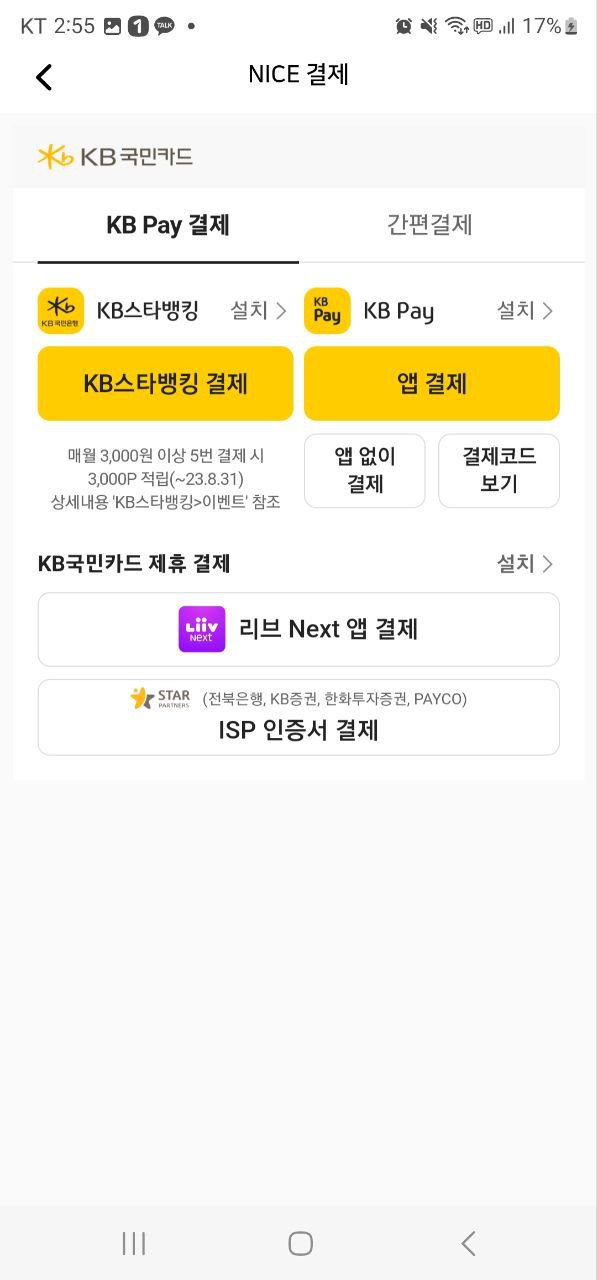 KT 2:55 1 TALK HD 17%
NICE 결제
KB 국민카드
KB Pay 결제
간편결제
KB국민은행 KB스타뱅킹 설치
KB Pay KB Pay 설치
KB스타뱅킹 결제
앱 결제
매월 3,000원 이상 5번 결제 시
3,000P 적립(~23.8.31)
상세내용 'KB스타뱅킹>이벤트' 참조
앱 없이
결제
결제코드
보기
KB국민카드 제휴 결제 설치
Liiv NEXT 리브 Next 앱 결제
STAR PARTNERS (전북은행, KB증권, 한화투자증권, PAYCO)
ISP 인증서 결제